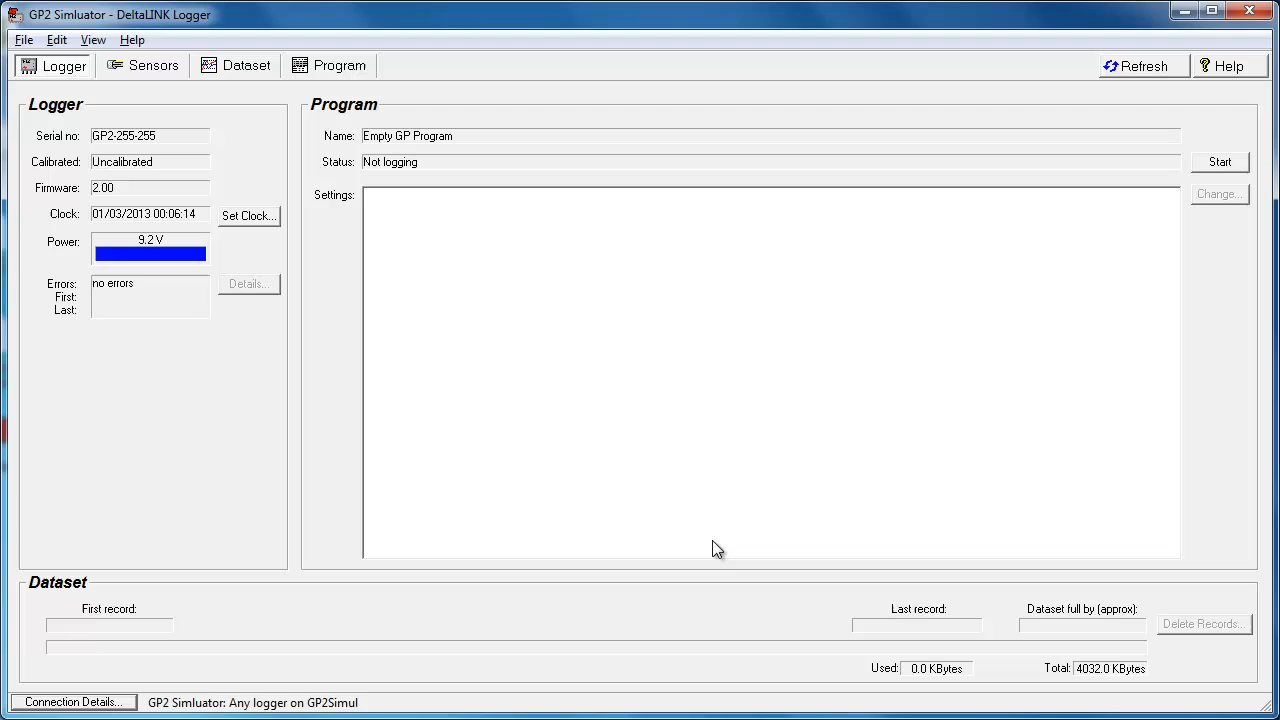 GP2 Simluator - DeltaLINK Logger
File Edit View Help
Logger Sensors Dataset Program Refresh Help
Logger
Serial no: GP2-255-255
Calibrated: Uncalibrated
Firmware: 2.00
Clock: 01/03/2013 00:06:14 Set Clock...
Power: 9.2 V
Errors: no errors Details...
First:
Last:
Program
Name: Empty GP Program
Status: Not logging Start
Settings: Change...
Dataset
First record: Last record: Dataset full by (approx):
Delete Records...
Used: 0.0 KBytes Total: 4032.0 KBytes
Connection Details... GP2 Simluator: Any logger on GP2Simul